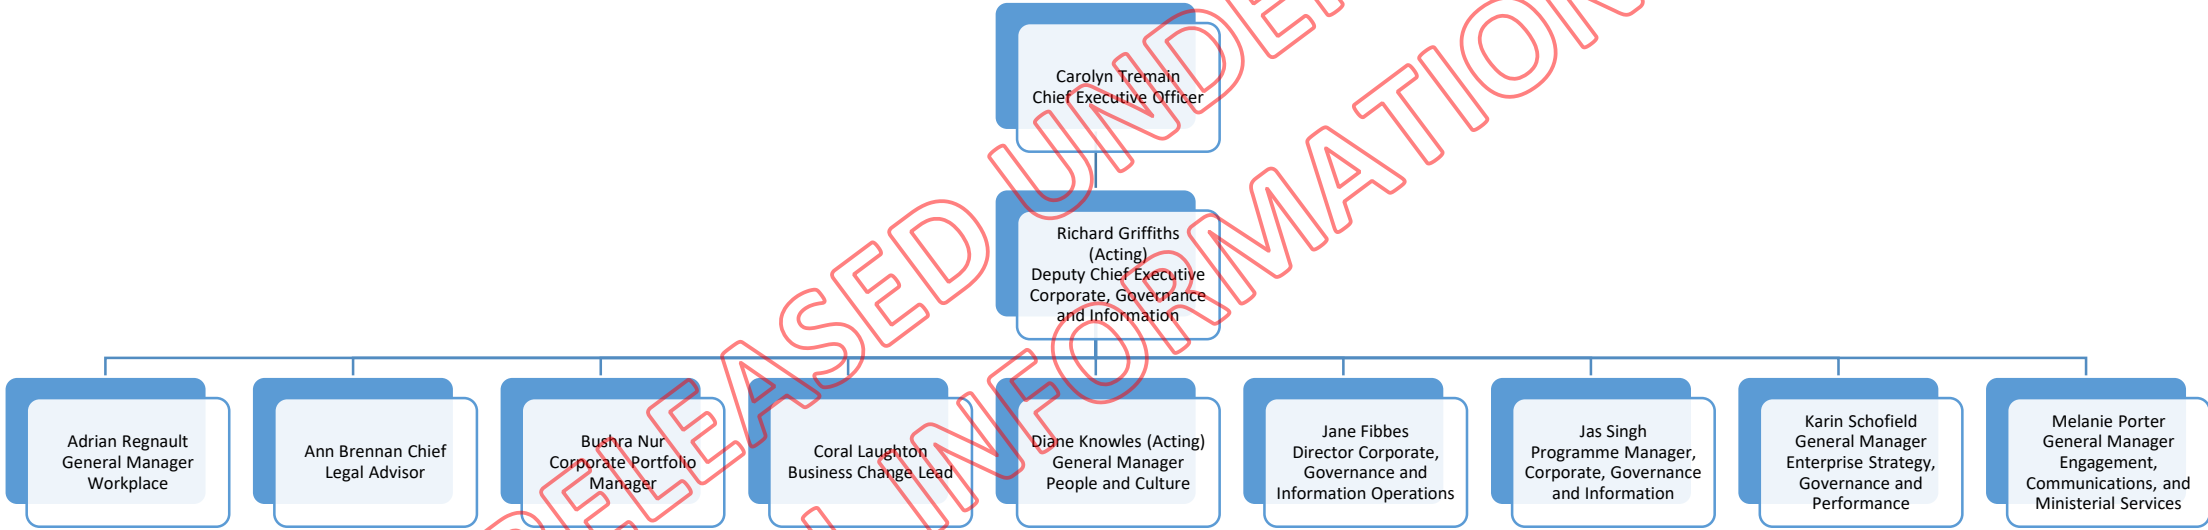 Carolyn Tremain
Chief Executive Officer
Richard Griffiths
(Acting)
Deputy Chief Executive
Corporate, Governance
and Information
Adrian Regnault
General Manager
Workplace
Ann Brennan Chief
Legal Advisor
Bushra Nur
Corporate Portfolio
Manager
Coral Laughton
Business Change Lead
Diane Knowles (Acting)
General Manager
People and Culture
Jane Fibbes
Director Corporate,
Governance and
Information Operations
Jas Singh
Programme Manager,
Corporate, Governance
and Information
Karin Schofield
General Manager
Enterprise Strategy,
Governance and
Performance
Melanie Porter
General Manager
Engagement,
Communications, and
Ministerial Services
RELEASED UNDER
INFORMATION